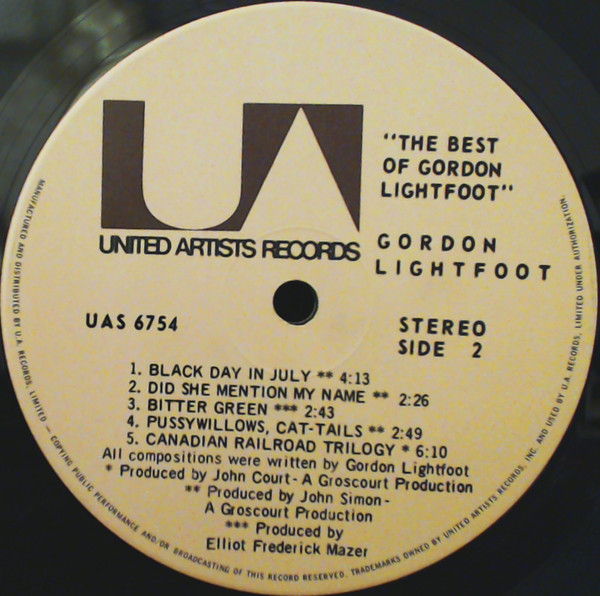 UA
UNITED ARTISTS RECORDS
"THE BEST
OF GORDON
LIGHTFOOT"
GORDON
LIGHTFOOT
UAS 6754
STEREO
SIDE 2
1. BLACK DAY IN JULY ** 4:13
2. DID SHE MENTION MY NAME ** 2:26
3. BITTER GREEN *** 2:43
4. PUSSYWILLOWS, CAT-TAILS ** 2:49
5. CANADIAN RAILROAD TRILOGY * 6:10
All compositions were written by Gordon Lightfoot
* Produced by John Court - A Groscourt Production
** Produced by John Simon -
A Groscourt Production
*** Produced by
Elliot Frederick Mazer
MANUFACTURED AND DISTRIBUTED BY U.A. RECORDS, LIMITED — COPYING PUBLIC PERFORMANCE AND/OR BROADCASTING OF THIS RECORD RESERVED. TRADEMARKS OWNED BY UNITED ARTISTS RECORDS, INC. AND USED BY U.A. RECORDS, LIMITED UNDER AUTHORIZATION.